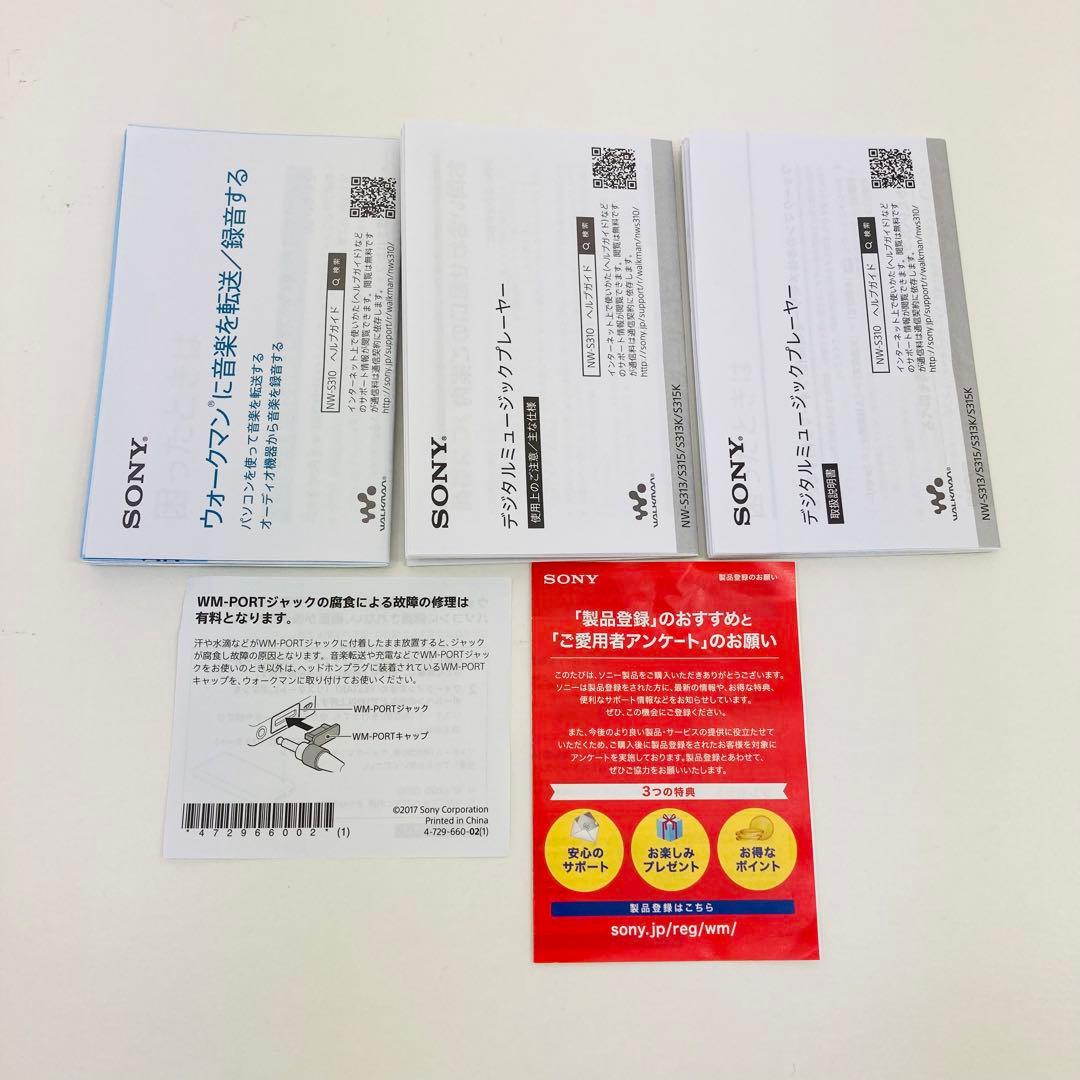 SONY®
ウォークマン®に音楽を転送／録音する
パソコンを使って音楽を転送する
オーディオ機器から音楽を録音する
NW-S310 ヘルプガイド 検索
インターネット上で使いかた(ヘルプガイド)など
のサポート情報が閲覧できます。閲覧は無料です
が通信料は通信契約に依存します。
http://sony.jp/support/r/walkman/nws310/
WALKMAN®
SONY®
デジタルミュージックプレーヤー
使用上のご注意／主な仕様
NW-S310 ヘルプガイド 検索
インターネット上で使いかた(ヘルプガイド)など
のサポート情報が閲覧できます。閲覧は無料です
が通信料は通信契約に依存します。
http://sony.jp/support/r/walkman/nws310/
WALKMAN®
NW-S313/S315/S313K/S315K
SONY®
デジタルミュージックプレーヤー
取扱説明書
NW-S310 ヘルプガイド 検索
インターネット上で使いかた(ヘルプガイド)など
のサポート情報が閲覧できます。閲覧は無料です
が通信料は通信契約に依存します。
http://sony.jp/support/r/walkman/nws310/
WALKMAN®
NW-S313/S315/S313K/S315K
WM-PORTジャックの腐食による故障の修理は
有料となります。
汗や水滴などがWM-PORTジャックに付着したまま放置すると、ジャック
が腐食し故障の原因となります。音楽転送や充電などでWM-PORTジャッ
クをお使いのとき以外は、ヘッドホンプラグに装着されているWM-PORT
キャップを、ウォークマンに取り付けてお使いください。
WM-PORTジャック
WM-PORTキャップ
*472966002*(1)
©2017 Sony Corporation
Printed in China
4-729-660-02(1)
SONY
製品登録のお願い
「製品登録」のおすすめと
「ご愛用者アンケート」のお願い
このたびは、ソニー製品をご購入いただきありがとうございます。
ソニーは製品登録をされた方に、最新の情報や、お得な特典、
便利なサポート情報などをお知らせしています。
ぜひ、この機会にご登録ください。
また、今後のより良い製品・サービスの提供に役立たせて
いただくため、ご購入後に製品登録をされたお客様を対象に
アンケートを実施しております。製品登録とあわせて、
ぜひご協力をお願いいたします。
3つの特典
安心の
サポート
お楽しみ
プレゼント
お得な
ポイント
製品登録はこちら
sony.jp/reg/wm/